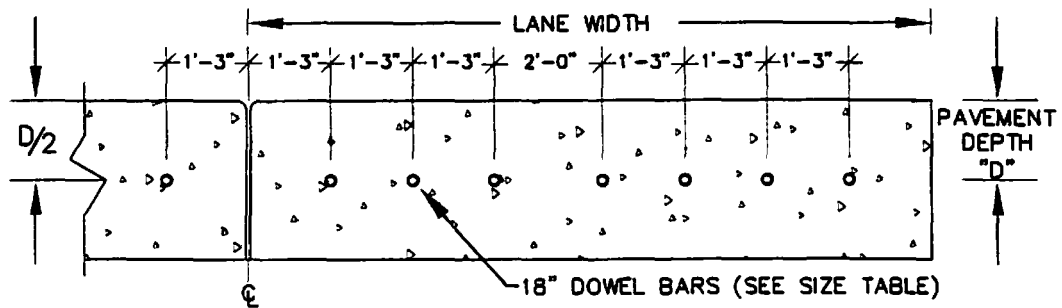 LANE WIDTH
1'-3" 1'-3" 1'-3" 1'-3" 2'-0" 1'-3" 1'-3" 1'-3"
D/2
PAVEMENT
DEPTH
"D"
18" DOWEL BARS (SEE SIZE TABLE)
℄